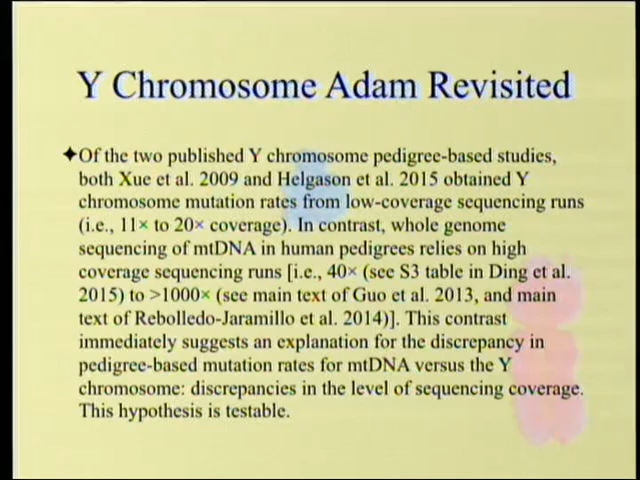 Y Chromosome Adam Revisited
✦Of the two published Y chromosome pedigree-based studies,
both Xue et al. 2009 and Helgason et al. 2015 obtained Y
chromosome mutation rates from low-coverage sequencing runs
(i.e., 11× to 20× coverage). In contrast, whole genome
sequencing of mtDNA in human pedigrees relies on high
coverage sequencing runs [i.e., 40× (see S3 table in Ding et al.
2015) to >1000× (see main text of Guo et al. 2013, and main
text of Rebolledo-Jaramillo et al. 2014)]. This contrast
immediately suggests an explanation for the discrepancy in
pedigree-based mutation rates for mtDNA versus the Y
chromosome: discrepancies in the level of sequencing coverage.
This hypothesis is testable.